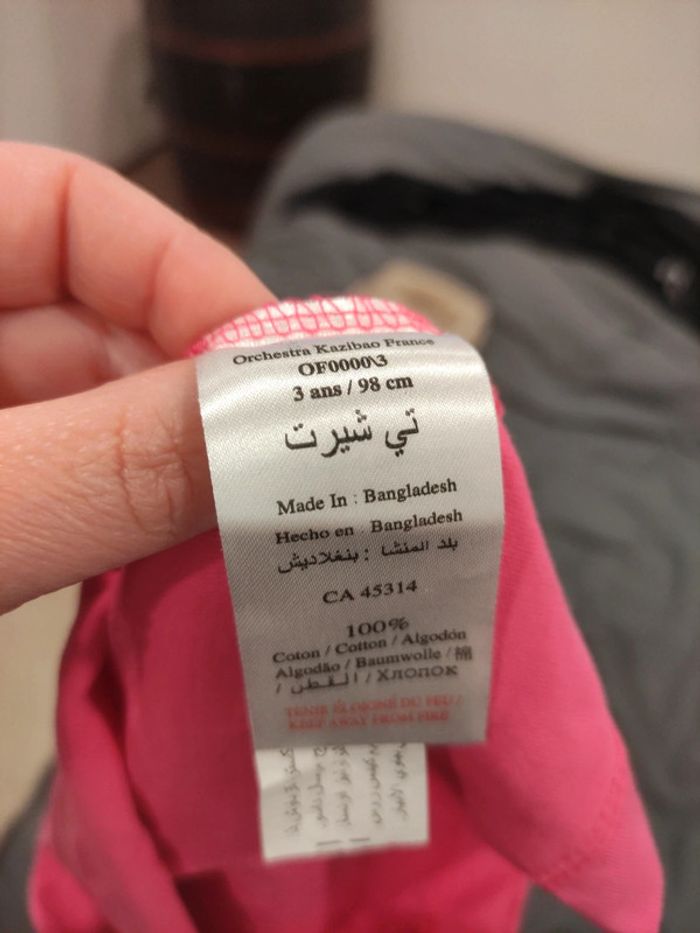 Orchestra Kazibao France
OF0000\3
3 ans / 98 cm
تي شيرت
Made In : Bangladesh
Hecho en : Bangladesh
بلد المنشا : بنغلاديش
CA 45314
100%
Coton / Cotton / Algodón
Algodão / Baumwolle / 綿
/ القطن / Хлопок
TENIR ÉLOIGNÉ DU FEU /
KEEP AWAY FROM FIRE